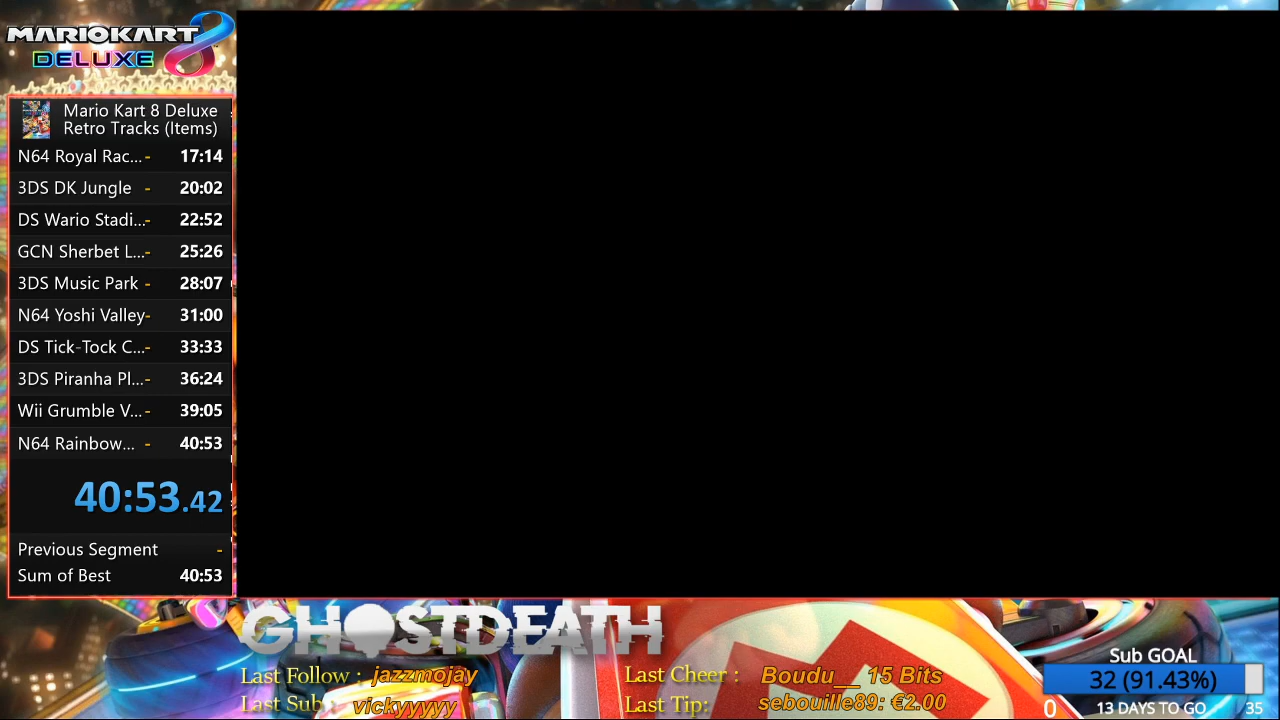 MARIOKART 8
DELUXE
Mario Kart 8 Deluxe
Retro Tracks (Items)
N64 Royal Rac... - 17:14
3DS DK Jungle - 20:02
DS Wario Stadi... - 22:52
GCN Sherbet L... - 25:26
3DS Music Park - 28:07
N64 Yoshi Valley - 31:00
DS Tick-Tock C... - 33:33
3DS Piranha Pl... - 36:24
Wii Grumble V... - 39:05
N64 Rainbow... - 40:53
40:53.42
Previous Segment -
Sum of Best 40:53
GHOSTDEATH
Last Follow : jazzmojay
Last Sub : vickyyyyy
Last Cheer : Boudu__ 15 Bits
Last Tip: sebouille89: €2.00
Sub GOAL
32 (91.43%)
0 13 DAYS TO GO 35